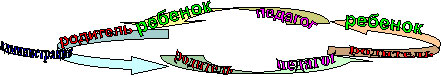 родитель ребенок педагог ребенок
администрация родитель педагог родитель